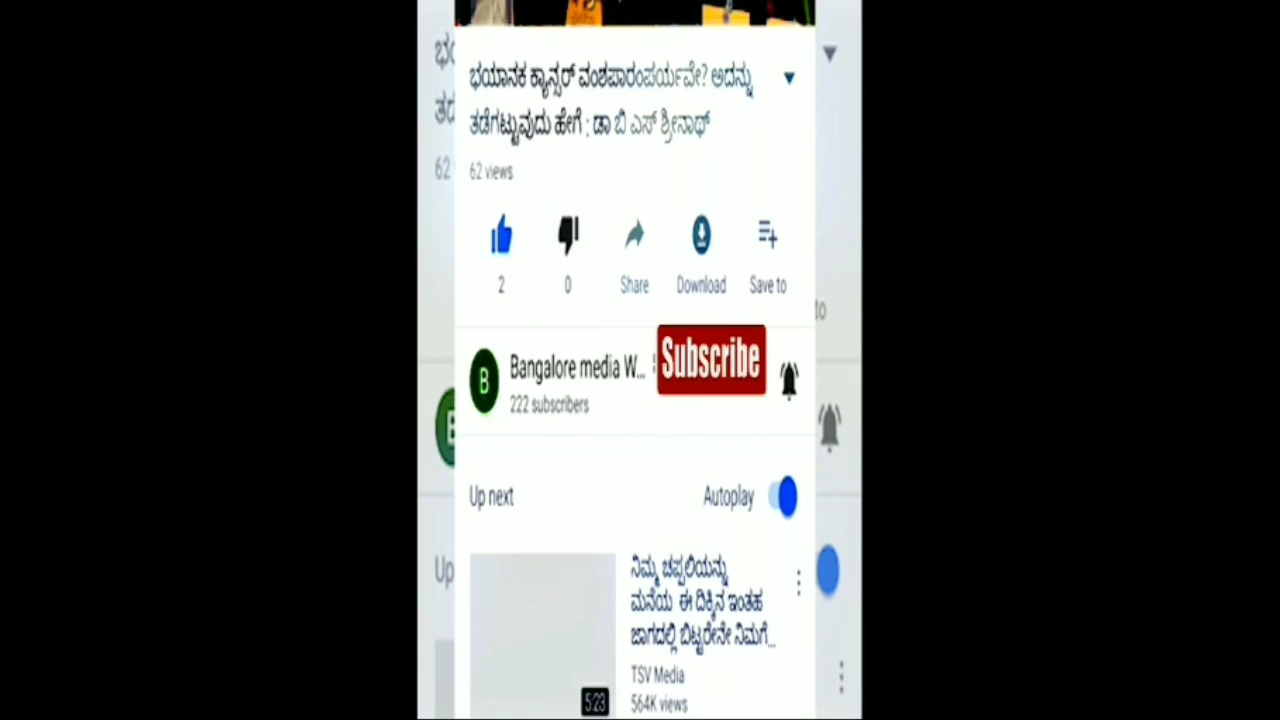 ಭಯಾನಕ ಕ್ಯಾನ್ಸರ್ ವಂಶಪಾರಂಪರ್ಯವೇ? ಅದನ್ನು
ತಡೆಗಟ್ಟುವುದು ಹೇಗೆ ; ಡಾ ಬಿ ಎಸ್ ಶ್ರೀನಾಥ್
62 views
2
0
Share
Download
Save to
Bangalore media W...
Subscribe
B
222 subscribers
Up next
Autoplay
ನಿಮ್ಮ ಚಪ್ಪಲಿಯನ್ನು
ಮನೆಯ ಈ ದಿಕ್ಕಿನ ಇಂತಹ
ಜಾಗದಲ್ಲಿ ಬಿಟ್ಟರೇನೇ ನಿಮಗೆ...
TSV Media
5:23
564K views